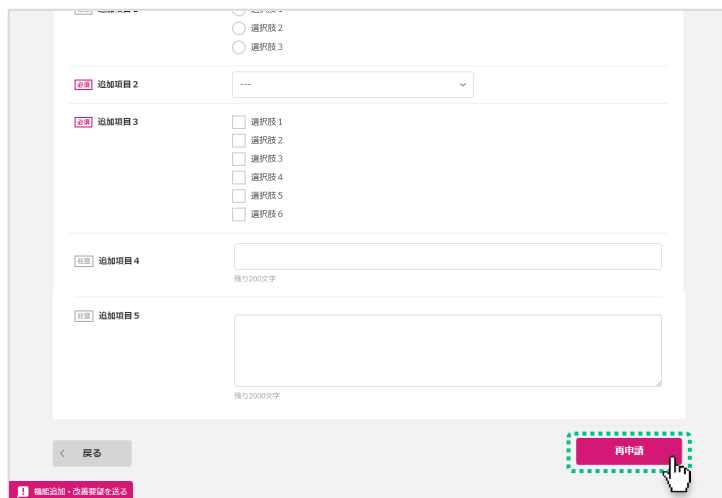 選択肢２
選択肢３
必須 追加項目２ ---
必須 追加項目３ 選択肢１
選択肢２
選択肢３
選択肢４
選択肢５
選択肢６
任意 追加項目４
残り200文字
任意 追加項目５
残り2000文字
戻る 再申請
機能追加・改善要望を送る